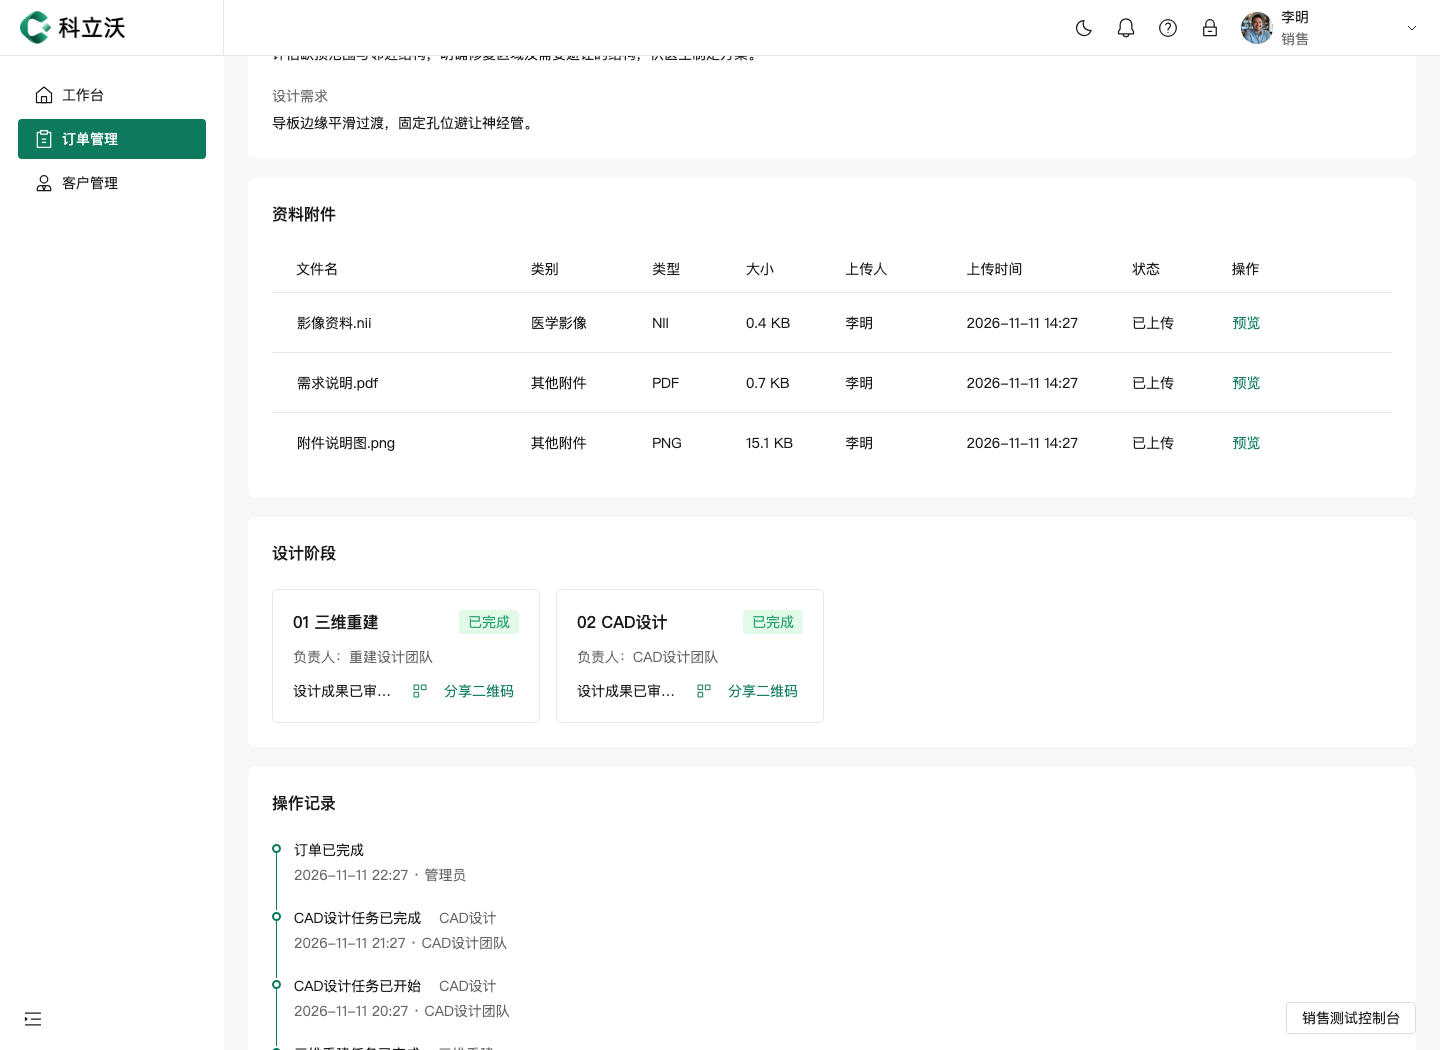 科立沃
李明
销售
工作台
订单管理
客户管理
设计需求
导板边缘平滑过渡，固定孔位避让神经管。
资料附件
文件名 类别 类型 大小 上传人 上传时间 状态 操作
影像资料.nii 医学影像 NII 0.4 KB 李明 2026-11-11 14:27 已上传 预览
需求说明.pdf 其他附件 PDF 0.7 KB 李明 2026-11-11 14:27 已上传 预览
附件说明图.png 其他附件 PNG 15.1 KB 李明 2026-11-11 14:27 已上传 预览
设计阶段
01 三维重建 已完成
负责人：重建设计团队
设计成果已审... 分享二维码
02 CAD设计 已完成
负责人：CAD设计团队
设计成果已审... 分享二维码
操作记录
订单已完成
2026-11-11 22:27 · 管理员
CAD设计任务已完成 CAD设计
2026-11-11 21:27 · CAD设计团队
CAD设计任务已开始 CAD设计
2026-11-11 20:27 · CAD设计团队
销售测试控制台